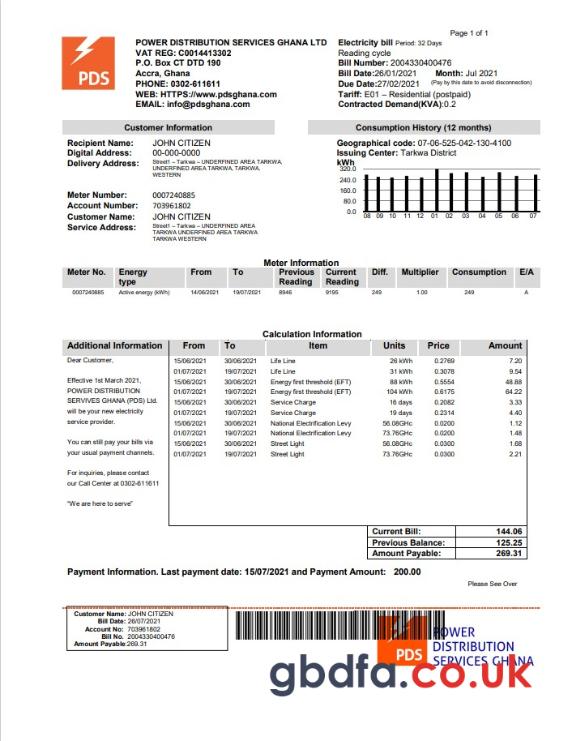 Page 1 of 1
PDS
POWER DISTRIBUTION SERVICES GHANA LTD
VAT REG: C0014413302
P.O. Box CT DTD 190
Accra, Ghana
PHONE: 0302-611611
WEB: HTTPS://www.pdsghana.com
EMAIL: info@pdsghana.com
Electricity bill Period: 32 Days
Reading cycle
Bill Number: 2004330400476
Bill Date:26/01/2021 Month: Jul 2021
Due Date:27/02/2021 (Pay by this date to avoid disconnection)
Tariff: E01 – Residential (postpaid)
Contracted Demand(KVA):0.2
Customer Information
Recipient Name: JOHN CITIZEN
Digital Address: 00-000-0000
Delivery Address: Street1 – Tarkwa – UNDERFINED AREA TARKWA,
UNDERFINED AREA TARKWA, TARKWA,
WESTERN
Meter Number: 0007240885
Account Number: 703961802
Customer Name: JOHN CITIZEN
Service Address: Street1 – Tarkwa – UNDERFINED AREA
TARKWA UNDERFINED AREA TARKWA
TARKWA WESTERN
Consumption History (12 months)
Geographical code: 07-06-525-042-130-4100
Issuing Center: Tarkwa District
kWh
320.0
240.0
160.0
80.0
0.0
08 09 10 11 12 01 02 03 04 05 06 07
Meter Information
Meter No. Energy type From To Previous Reading Current Reading Diff. Multiplier Consumption E/A
0007240885 Active energy (kWh) 14/06/2021 19/07/2021 8946 9195 249 1.00 249 A
Calculation Information
Additional Information From To Item Units Price Amount
Dear Customer,
Effective 1st March 2021,
POWER DISTRIBUTION
SERVIVES GHANA (PDS) Ltd.
will be your new electricity
service provider.
You can still pay your bills via
your usual payment channels.
For inquiries, please contact
our Call Center at 0302-611611
"We are here to serve"
15/06/2021 30/06/2021 Life Line 26 kWh 0.2769 7.20
01/07/2021 19/07/2021 Life Line 31 kWh 0.3078 9.54
15/06/2021 30/06/2021 Energy first threshold (EFT) 88 kWh 0.5554 48.88
01/07/2021 19/07/2021 Energy first threshold (EFT) 104 kWh 0.6175 64.22
15/06/2021 30/06/2021 Service Charge 16 days 0.2082 3.33
01/07/2021 19/07/2021 Service Charge 19 days 0.2314 4.40
15/06/2021 30/06/2021 National Electrification Levy 56.08GHc 0.0200 1.12
01/07/2021 19/07/2021 National Electrification Levy 73.76GHc 0.0200 1.48
15/06/2021 30/06/2021 Street Light 56.08GHc 0.0300 1.68
01/07/2021 19/07/2021 Street Light 73.76GHc 0.0300 2.21
Current Bill: 144.06
Previous Balance: 125.25
Amount Payable: 269.31
Payment Information. Last payment date: 15/07/2021 and Payment Amount: 200.00
Please See Over
Customer Name: JOHN CITIZEN
Bill Date: 26/07/2021
Account No: 703961802
Bill No. 2004330400476
Amount Payable:269.31
PDS
POWER
DISTRIBUTION
SERVICES GHANA
gbdfa.co.uk